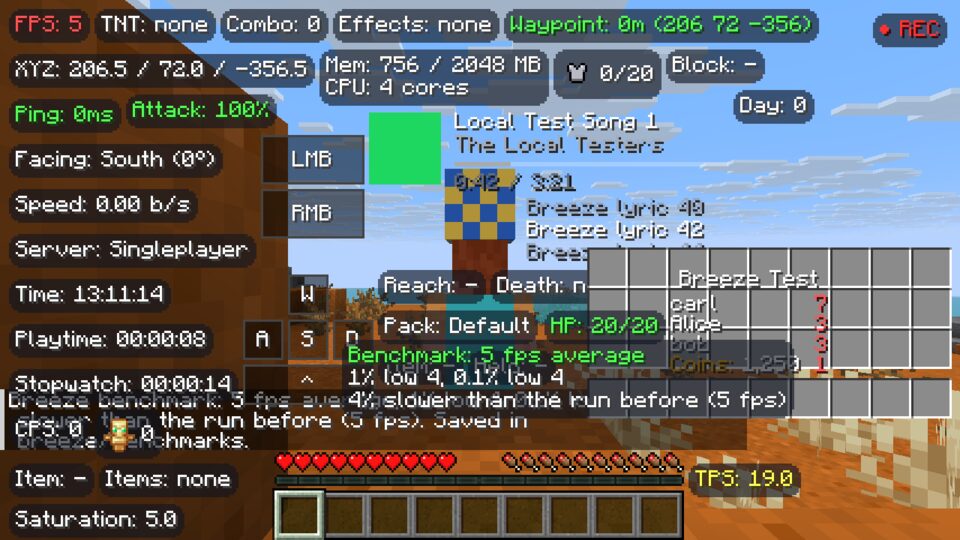 FPS: 5
TNT: none
Combo: 0
Effects: none
Waypoint: 0m (206 72 -356)
REC
XYZ: 206.5 / 72.0 / -356.5
Mem: 756 / 2048 MB
CPU: 4 cores
0/20
Block: -
Day: 0
Ping: 0ms
Attack: 100%
Local Test Song 1
The Local Testers
Facing: South (0°)
LMB
0:42 / 3:21
Speed: 0.00 b/s
RMB
Breeze lyric 40
Breeze lyric 42
Server: Singleplayer
Breeze Test
Reach: -
Death:
Time: 13:11:14
W
carl 7
Alice 3
bob 3
Coins: 1,250 1
Pack: Default
HP: 20/20
Playtime: 00:00:08
A
S
D
Benchmark: 5 fps average
1% low 4, 0.1% low 4
4% slower than the run before (5 fps)
Stopwatch: 00:00:14
^
Breeze benchmark: 5 fps
slower than the run before (5 fps). Saved in
CPS: 0
0
Item: -
Items: none
TPS: 19.0
Saturation: 5.0